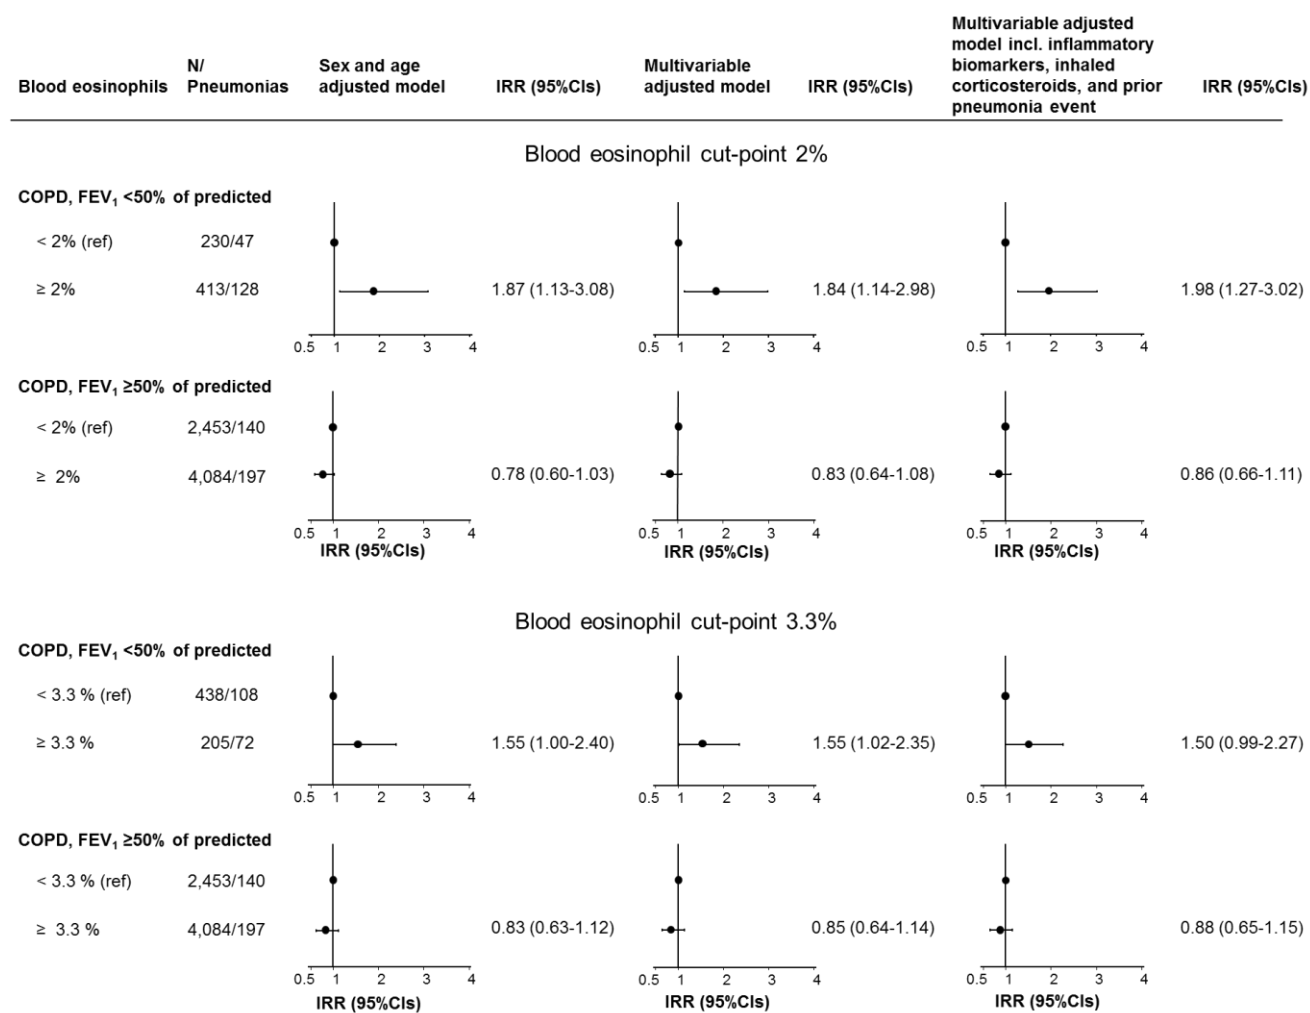 Blood eosinophils
N/
Pneumonias
Sex and age
adjusted model
IRR (95%CIs)
Multivariable
adjusted model
IRR (95%CIs)
Multivariable adjusted
model incl. inflammatory
biomarkers, inhaled
corticosteroids, and prior
pneumonia event
IRR (95%CIs)
Blood eosinophil cut-point 2%
COPD, FEV₁ <50% of predicted
< 2% (ref) 230/47
≥ 2% 413/128 1.87 (1.13-3.08) 1.84 (1.14-2.98) 1.98 (1.27-3.02)
0.5 1 2 3 4 0.5 1 2 3 4 0.5 1 2 3 4
COPD, FEV₁ ≥50% of predicted
< 2% (ref) 2,453/140
≥ 2% 4,084/197 0.78 (0.60-1.03) 0.83 (0.64-1.08) 0.86 (0.66-1.11)
0.5 1 2 3 4 0.5 1 2 3 4 0.5 1 2 3 4
IRR (95%CIs) IRR (95%CIs) IRR (95%CIs)
Blood eosinophil cut-point 3.3%
COPD, FEV₁ <50% of predicted
< 3.3 % (ref) 438/108
≥ 3.3 % 205/72 1.55 (1.00-2.40) 1.55 (1.02-2.35) 1.50 (0.99-2.27)
0.5 1 2 3 4 0.5 1 2 3 4 0.5 1 2 3 4
COPD, FEV₁ ≥50% of predicted
< 3.3 % (ref) 2,453/140
≥ 3.3 % 4,084/197 0.83 (0.63-1.12) 0.85 (0.64-1.14) 0.88 (0.65-1.15)
0.5 1 2 3 4 0.5 1 2 3 4 0.5 1 2 3 4
IRR (95%CIs) IRR (95%CIs) IRR (95%CIs)